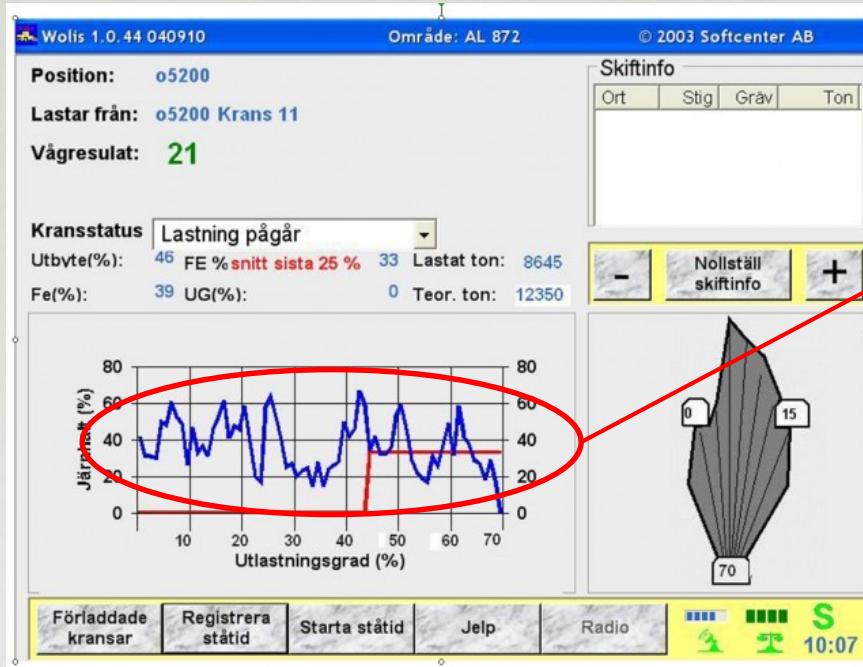 Wolis 1.0.44 040910 Område: AL 872 © 2003 Softcenter AB
Position: o5200
Lastar från: o5200 Krans 11
Vågresulat: 21
Skiftinfo
Ort Stig Gräv Ton
Kransstatus Lastning pågår
Utbyte(%): 46 FE % snitt sista 25 % 33 Lastat ton: 8645
Fe(%): 39 UG(%): 0 Teor. ton: 12350
- Nollställ skiftinfo +
Järnhalt (%)
80 80
60 60
40 40
20 20
0 0
10 20 30 40 50 60 70
Utlastningsgrad (%)
0 15
70
Förladdade kransar
Registrera ståtid
Starta ståtid
Jelp
Radio
S
10:07